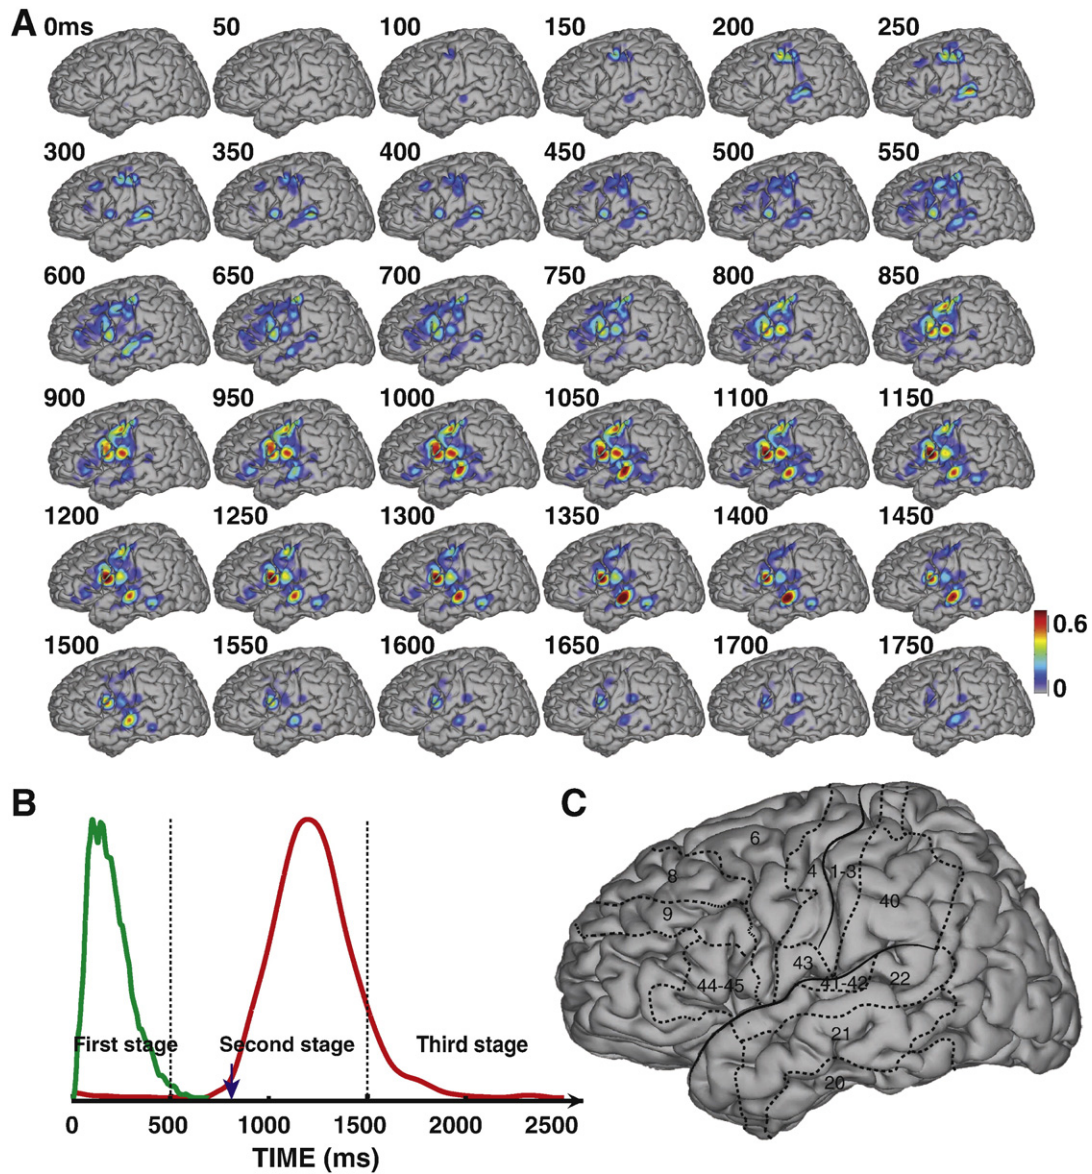 A 0ms 50 100 150 200 250
300 350 400 450 500 550
600 650 700 750 800 850
900 950 1000 1050 1100 1150
1200 1250 1300 1350 1400 1450
0.6
0
1500 1550 1600 1650 1700 1750
B
First stage Second stage Third stage
0 500 1000 1500 2000 2500
TIME (ms)
C
6
8 4 1-3
9 40
43
44-45 41-42 22
21
20